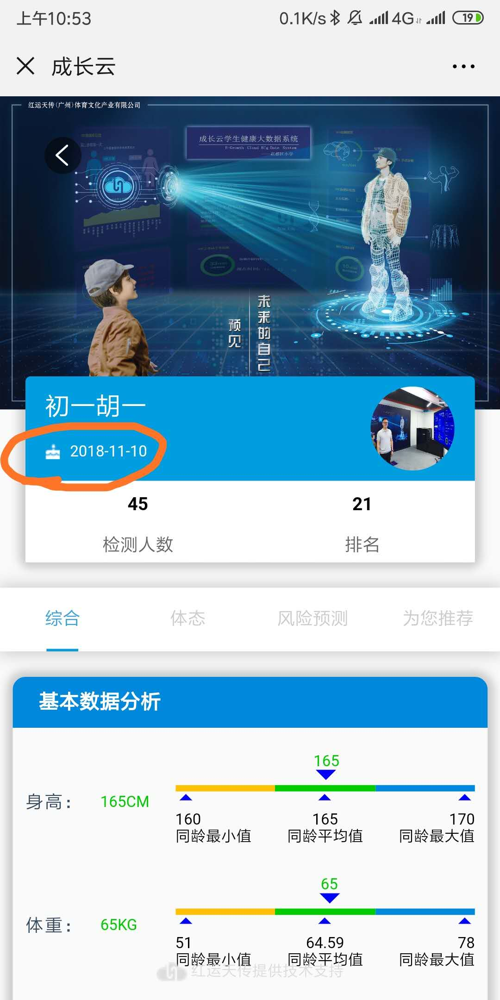 上午10:53
0.1K/s 4G 19
成长云
红运天传(广州)体育文化产业有限公司
成长云学生健康大数据系统
E-Growth Cloud Big Date System
——花都区小学
预见
未来的自己
初一胡一
2018-11-10
45
21
检测人数
排名
综合
体态
风险预测
为您推荐
基本数据分析
165
身高：
165CM
160
165
170
同龄最小值
同龄平均值
同龄最大值
65
体重：
65KG
51
64.59
78
同龄最小值
同龄平均值
同龄最大值
红运天传提供技术支持